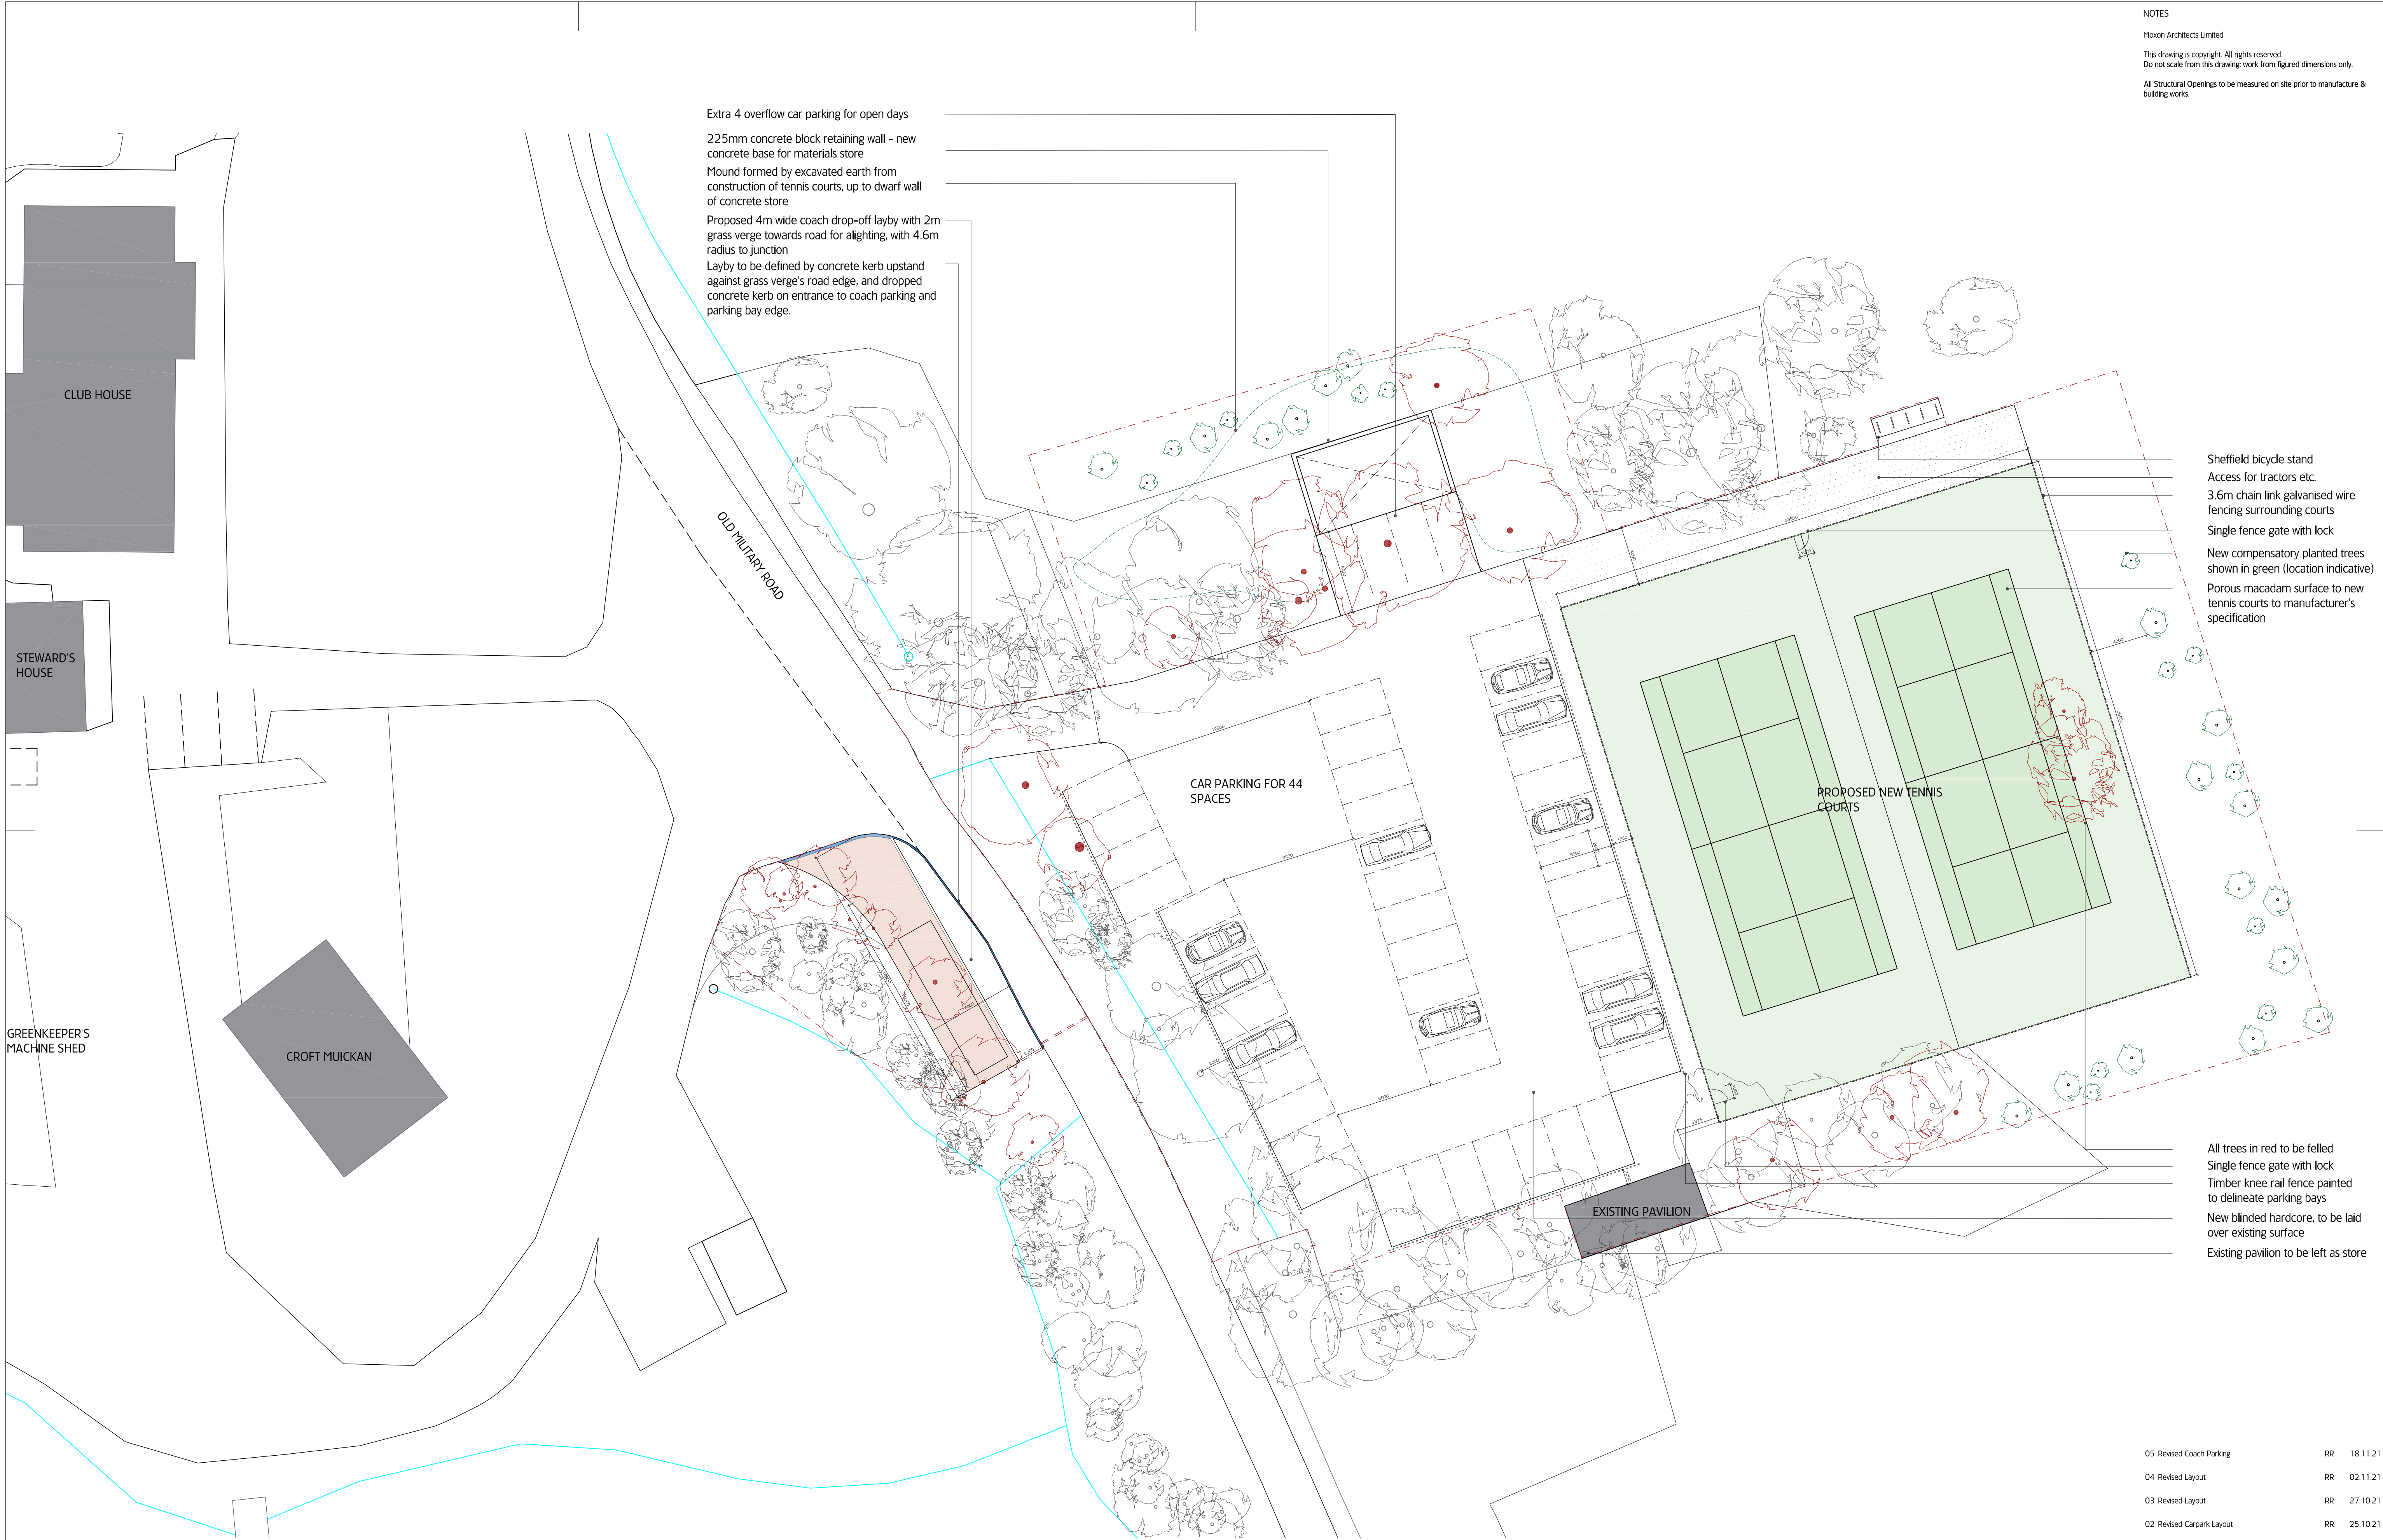 NOTES
Moxon Architects Limited
This drawing is copyright. All rights reserved.
Do not scale from this drawing: work from figured dimensions only.
All Structural Openings to be measured on site prior to manufacture &
building works.
Extra 4 overflow car parking for open days
225mm concrete block retaining wall - new
concrete base for materials store
Mound formed by excavated earth from
construction of tennis courts, up to dwarf wall
of concrete store
Proposed 4m wide coach drop-off layby with 2m
grass verge towards road for alighting, with 4.6m
radius to junction
Layby to be defined by concrete kerb upstand
against grass verge's road edge, and dropped
concrete kerb on entrance to coach parking and
parking bay edge.
CLUB HOUSE
OLD MILITARY ROAD
STEWARD'S
HOUSE
GREENKEEPER'S
MACHINE SHED
CROFT MUICKAN
CAR PARKING FOR 44
SPACES
PROPOSED NEW TENNIS
COURTS
EXISTING PAVILION
Sheffield bicycle stand
Access for tractors etc.
3.6m chain link galvanised wire
fencing surrounding courts
Single fence gate with lock
New compensatory planted trees
shown in green (location indicative)
Porous macadam surface to new
tennis courts to manufacturer's
specification
All trees in red to be felled
Single fence gate with lock
Timber knee rail fence painted
to delineate parking bays
New blinded hardcore, to be laid
over existing surface
Existing pavilion to be left as store
05 Revised Coach Parking RR 18.11.21
04 Revised Layout RR 02.11.21
03 Revised Layout RR 27.10.21
02 Revised Carpark Layout RR 25.10.21